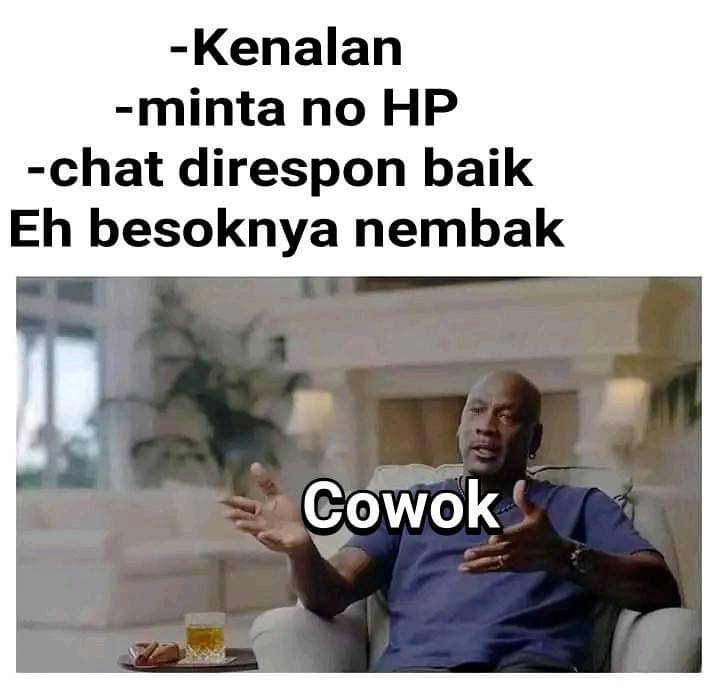 -Kenalan
-minta no HP
-chat direspon baik
Eh besoknya nembak
Cowok